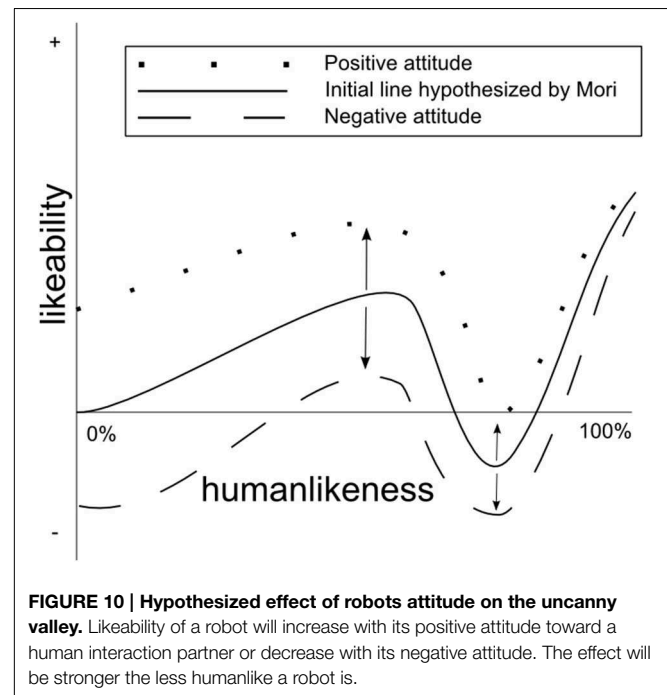 +
Positive attitude
Initial line hypothesized by Mori
Negative attitude
likeability
0%
100%
humanlikeness
-
FIGURE 10 | Hypothesized effect of robots attitude on the uncanny
valley. Likeability of a robot will increase with its positive attitude toward a
human interaction partner or decrease with its negative attitude. The effect will
be stronger the less humanlike a robot is.